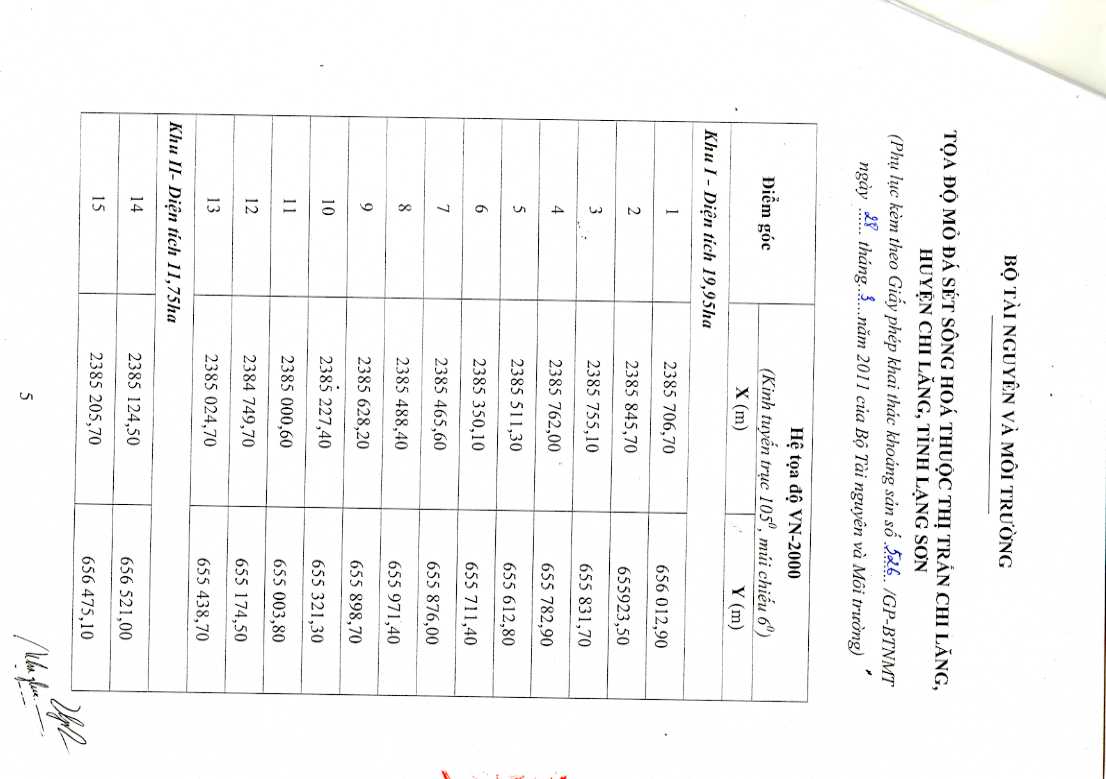 BỘ TÀI NGUYÊN VÀ MÔI TRƯỜNG
TỌA ĐỘ MỎ ĐÁ SÉT SÔNG HOÁ THUỘC THỊ TRẤN CHI LĂNG,
HUYỆN CHI LĂNG, TỈNH LẠNG SƠN
(Phụ lục kèm theo Giấy phép khai thác khoáng sản số 526 /GP-BTNMT
ngày 28 tháng 3 năm 2011 của Bộ Tài nguyên và Môi trường)
Điểm góc
Hệ tọa độ VN-2000
(Kinh tuyến trục 105⁰, múi chiếu 6⁰)
X (m) Y (m)
Khu I - Diện tích 19,95ha
1 2385 706,70 656 012,90
2 2385 845,70 655923,50
3 2385 755,10 655 831,70
4 2385 762,00 655 782,90
5 2385 511,30 655 612,80
6 2385 350,10 655 711,40
7 2385 465,60 655 876,00
8 2385 488,40 655 971,40
9 2385 628,20 655 898,70
10 2385 227,40 655 321,30
11 2385 000,60 655 003,80
12 2384 749,70 655 174,50
13 2385 024,70 655 438,70
Khu II- Diện tích 11,75ha
14 2385 124,50 656 521,00
15 2385 205,70 656 475,10
5